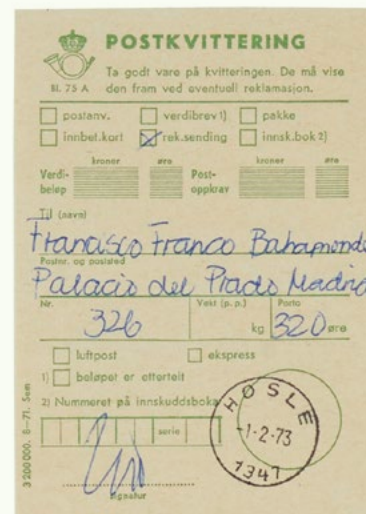 POSTKVITTERING
Ta godt vare på kvitteringen. De må vise
Bl. 75 A den fram ved eventuell reklamasjon.
postanv. verdibrev 1) pakke
innbet.kort rek.sending innsk.bok 2)
kroner øre kroner øre
Verdi-beløp Post-oppkrav
Til (navn)
Francisco Franco Bahamonde
Postnr. og poststed
Palacio del Prado Madrid
Nr. Vekt (p.p.) Porto
326 kg 320 øre
luftpost ekspress
1) beløpet er ettertelt
2) Nummeret på innskuddsboka
serie
HOSLE
-1-2-73
1347
signatur
3 200 000. 8–71. Sem